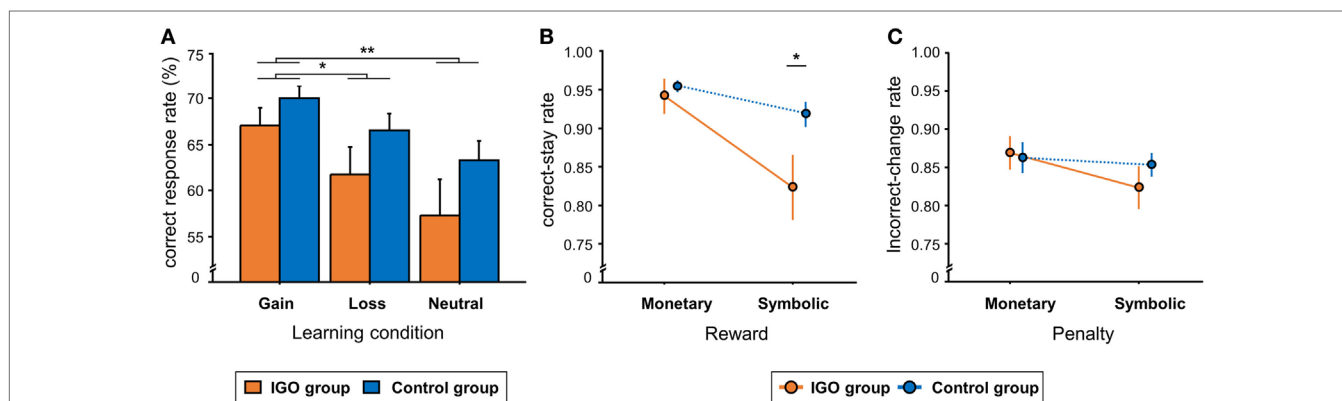 A
correct response rate (%)
75
70
65
60
55
0
**
*
Gain Loss Neutral
Learning condition
IGO group Control group
B
correct-stay rate
1.00
0.95
0.90
0.85
0.80
0.75
0
*
Monetary Symbolic
Reward
C
Incorrect-change rate
1.00
0.95
0.90
0.85
0.80
0.75
0
Monetary Symbolic
Penalty
IGO group Control group